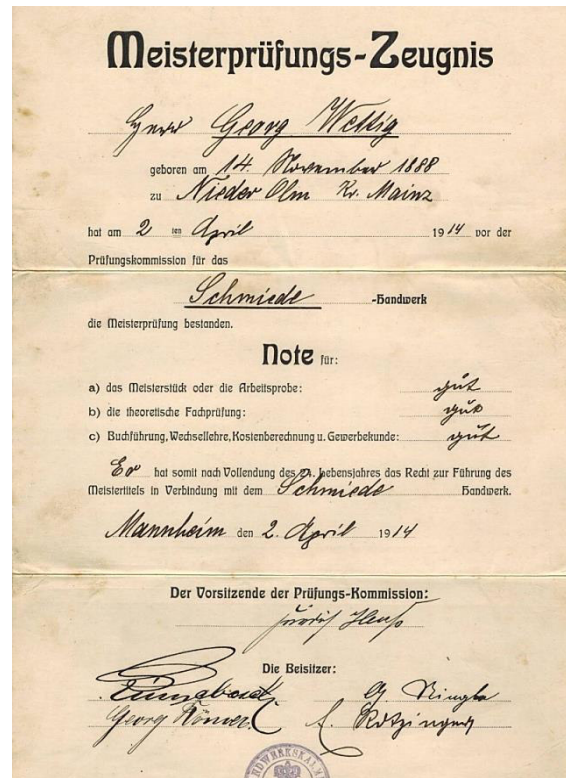 Meisterprüfungs-Zeugnis
Herr Georg Wettig
geboren am 14. November 1888
zu Nieder Olm Kr. Mainz
hat am 2 ten April 1914 vor der
Prüfungskommission für das
Schmiede -Handwerk
die Meisterprüfung bestanden.
Note für:
a) das Meisterstück oder die Arbeitsprobe: gut
b) die theoretische Fachprüfung: gut
c) Buchführung, Wechsellehre, Kostenberechnung u. Gewerbekunde: gut
Er hat somit nach Vollendung des 24. Lebensjahres das Recht zur Führung des
Meistertitels in Verbindung mit dem Schmiede Handwerk.
Mannheim den 2. April 1914
Der Vorsitzende der Prüfungs-Kommission:
Die Beisitzer:
Georg Römer